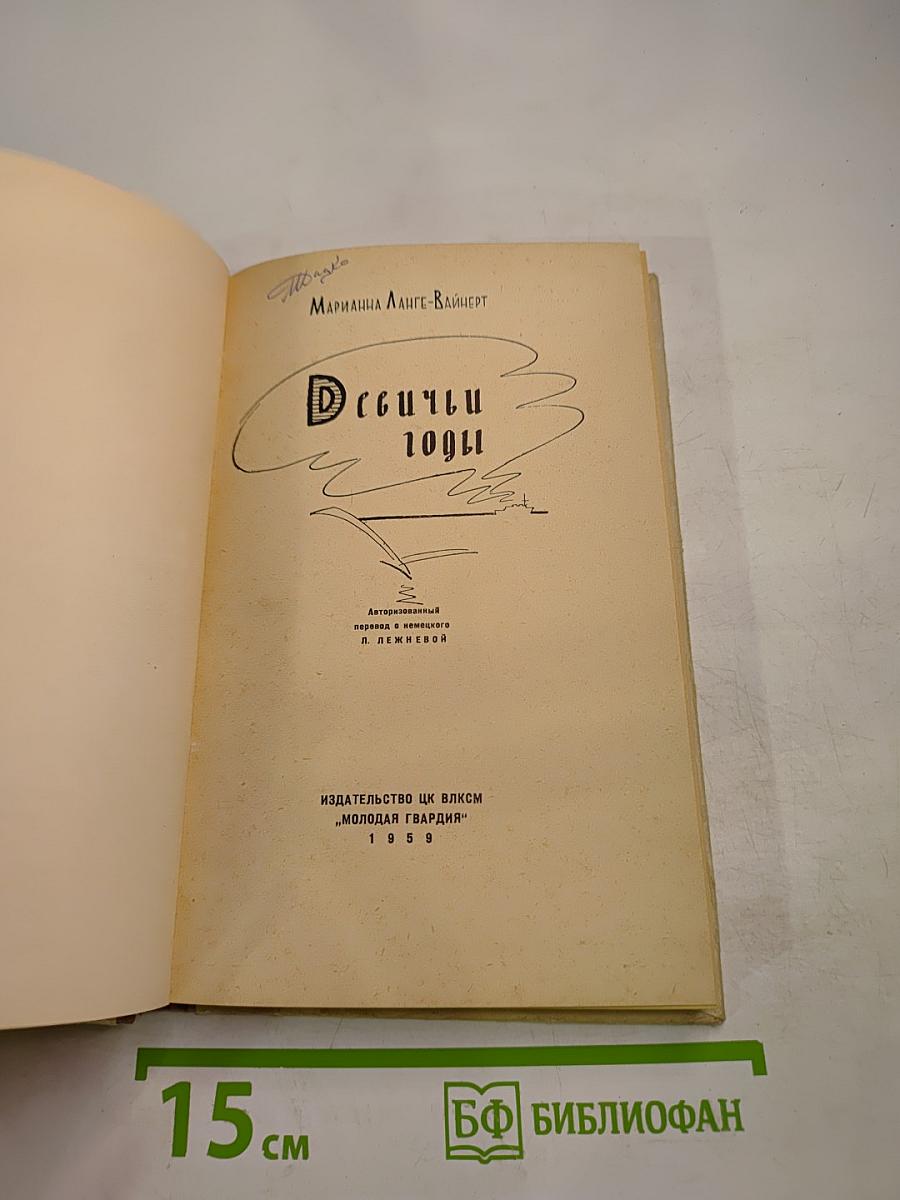 Марианна Ланге-Вайнерт
Девичьи
годы
Авторизованный
перевод с немецкого
Л. ЛЕЖНЕВОЙ
ИЗДАТЕЛЬСТВО ЦК ВЛКСМ
„МОЛОДАЯ ГВАРДИЯ“
1959
15 см
БФ БИБЛИОФАН